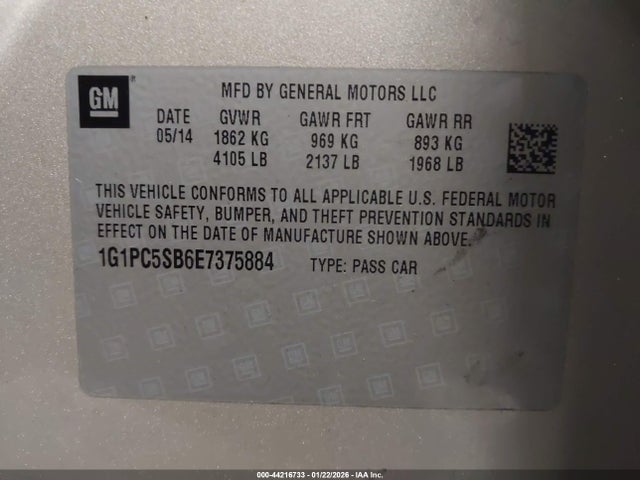 GM
MFD BY GENERAL MOTORS LLC
DATE GVWR GAWR FRT GAWR RR
05/14 1862 KG 969 KG 893 KG
4105 LB 2137 LB 1968 LB
THIS VEHICLE CONFORMS TO ALL APPLICABLE U.S. FEDERAL MOTOR
VEHICLE SAFETY, BUMPER, AND THEFT PREVENTION STANDARDS IN
EFFECT ON THE DATE OF MANUFACTURE SHOWN ABOVE.
1G1PC5SB6E7375884 TYPE: PASS CAR
000-44216733 - 01/22/2026 - IAA Inc.